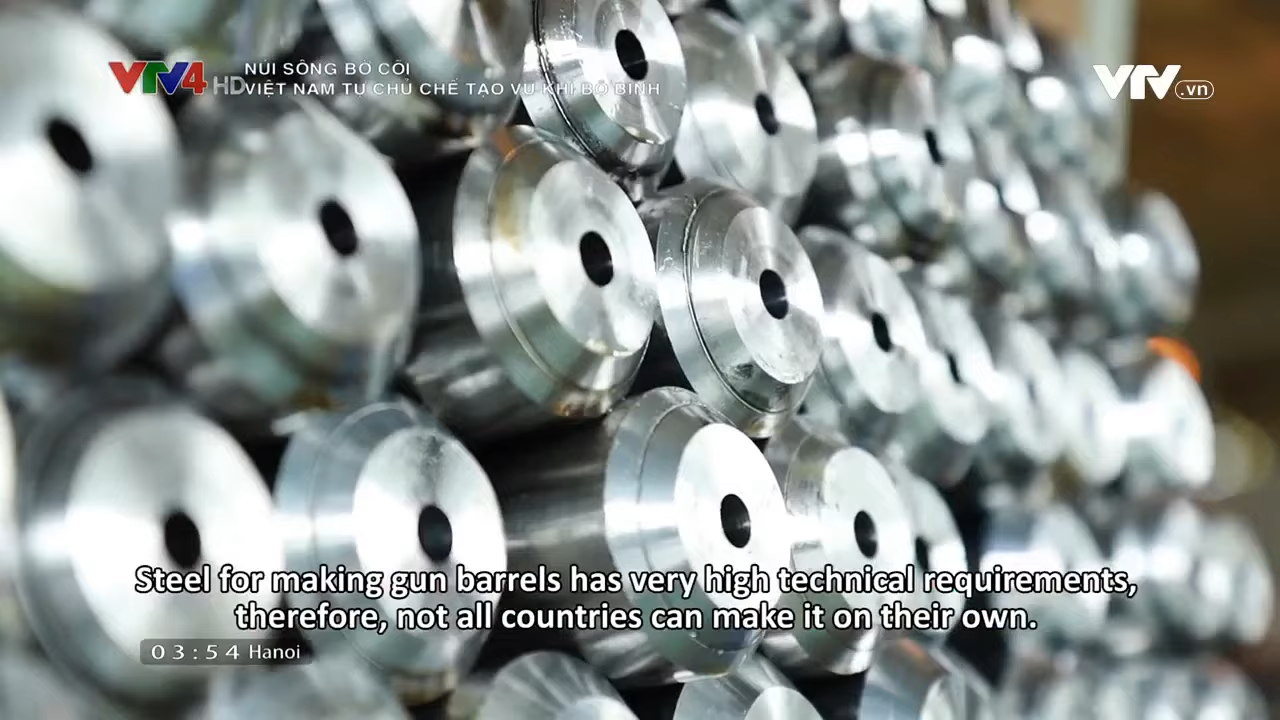 VTV4 HD
NÚI SÔNG BỜ CÕI
VIỆT NAM TỰ CHỦ CHẾ TẠO VŨ KHÍ BỘ BINH
VTV.vn
Steel for making gun barrels has very high technical requirements,
therefore, not all countries can make it on their own.
03:54 Hanoi